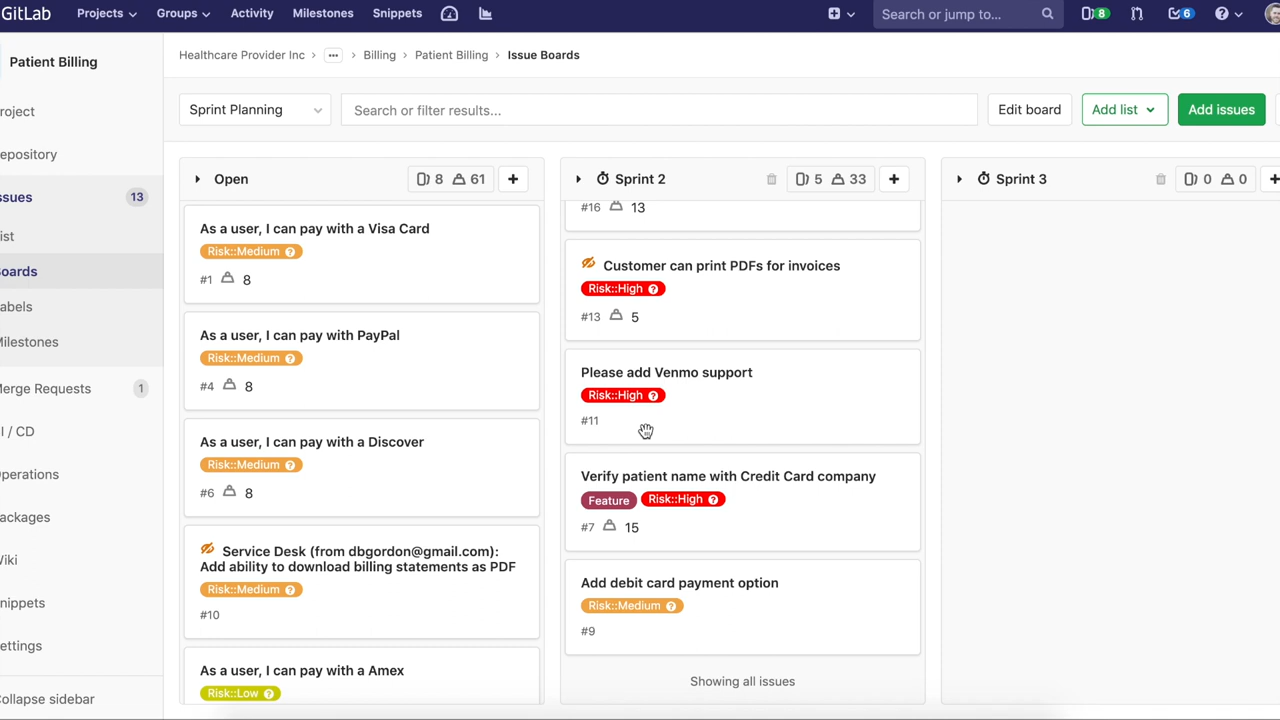 GitLab
Projects
Groups
Activity
Milestones
Snippets
Search or jump to...
8
6
Patient Billing
roject
epository
ssues
13
ist
oards
abels
ilestones
erge Requests
1
I / CD
perations
ackages
iki
nippets
ettings
ollapse sidebar
Healthcare Provider Inc › ... › Billing › Patient Billing › Issue Boards
Sprint Planning
Search or filter results...
Edit board
Add list
Add issues
Open
8 61
+
As a user, I can pay with a Visa Card
Risk::Medium ?
#1 8
As a user, I can pay with PayPal
Risk::Medium ?
#4 8
As a user, I can pay with a Discover
Risk::Medium ?
#6 8
Service Desk (from dbgordon@gmail.com):
Add ability to download billing statements as PDF
Risk::Medium ?
#10
As a user, I can pay with a Amex
Risk::Low ?
Sprint 2
5 33
+
#16 13
Customer can print PDFs for invoices
Risk::High ?
#13 5
Please add Venmo support
Risk::High ?
#11
Verify patient name with Credit Card company
Feature Risk::High ?
#7 15
Add debit card payment option
Risk::Medium ?
#9
Showing all issues
Sprint 3
0 0
+